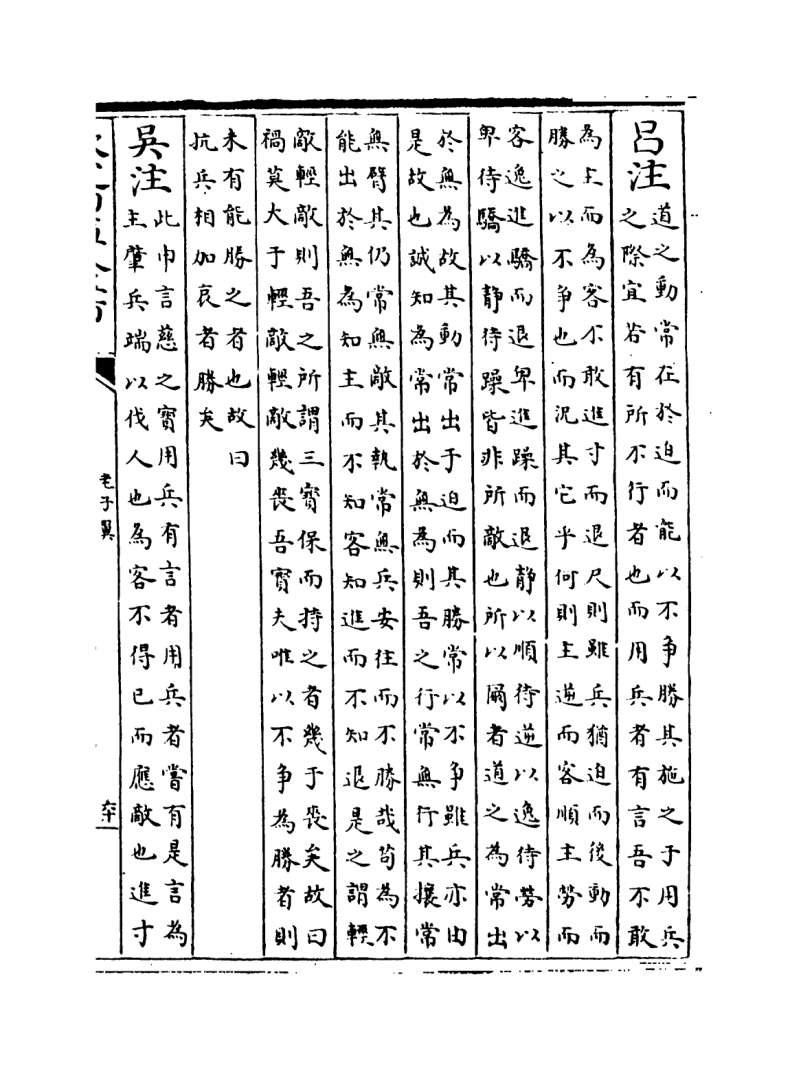 呂注
道之動常在於迫而能以不爭勝其施之于用兵
之際宜若有所不行者也而用兵者有言吾不敢
為主而為客不敢進寸而退尺則雖兵猶迫而後動而
勝之以不爭也而況其它乎何則主逆而客順主勞而
客逸進驕而退卑進躁而退静以順待逆以逸待勞以
卑待驕以静待躁皆非所敵也所以爾者道之為常出
於無為故其動常出于迫而其勝常以不爭雖兵亦由
是故也誠知為常出於無為則吾之行常無行其攘常
無臂其仍常無敵其執常無兵安往而不勝哉苟為不
能出於無為知主而不知客知進而不知退是之謂輕
敵輕敵則吾之所謂三寶保而持之者幾于喪矣故曰
禍莫大于輕敵輕敵幾喪吾寶夫唯以不爭為勝者則
未有能勝之者也故曰
抗兵相加哀者勝矣
吳注
此巾言慈之寶用兵有言者用兵者嘗有是言為
主肇兵端以伐人也為客不得已而應敵也進寸
老子翼